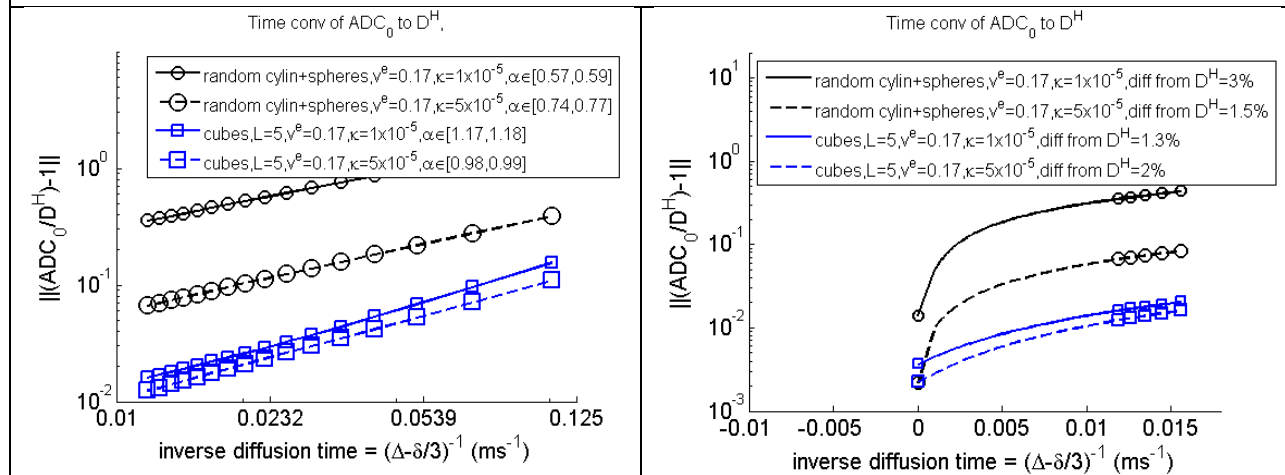 Time conv of ADC₀ to Dᴴ.
random cylin+spheres,vᵉ=0.17,κ=1x10⁻⁵,α∈[0.57,0.59]
random cylin+spheres,vᵉ=0.17,κ=5x10⁻⁵,α∈[0.74,0.77]
cubes,L=5,vᵉ=0.17,κ=1x10⁻⁵,α∈[1.17,1.18]
cubes,L=5,vᵉ=0.17,κ=5x10⁻⁵,α∈[0.98,0.99]
||(ADC₀/Dᴴ)-1||
10⁰
10⁻¹
10⁻²
0.01
0.0232
0.0539
0.125
inverse diffusion time = (Δ-δ/3)⁻¹ (ms⁻¹)
Time conv of ADC₀ to Dᴴ
random cylin+spheres,vᵉ=0.17,κ=1x10⁻⁵,diff from Dᴴ=3%
random cylin+spheres,vᵉ=0.17,κ=5x10⁻⁵,diff from Dᴴ=1.5%
cubes,L=5,vᵉ=0.17,κ=1x10⁻⁵,diff from Dᴴ=1.3%
cubes,L=5,vᵉ=0.17,κ=5x10⁻⁵,diff from Dᴴ=2%
||(ADC₀/Dᴴ)-1||
10¹
10⁰
10⁻¹
10⁻²
10⁻³
-0.01
-0.005
0
0.005
0.01
0.015
inverse diffusion time = (Δ-δ/3)⁻¹ (ms⁻¹)